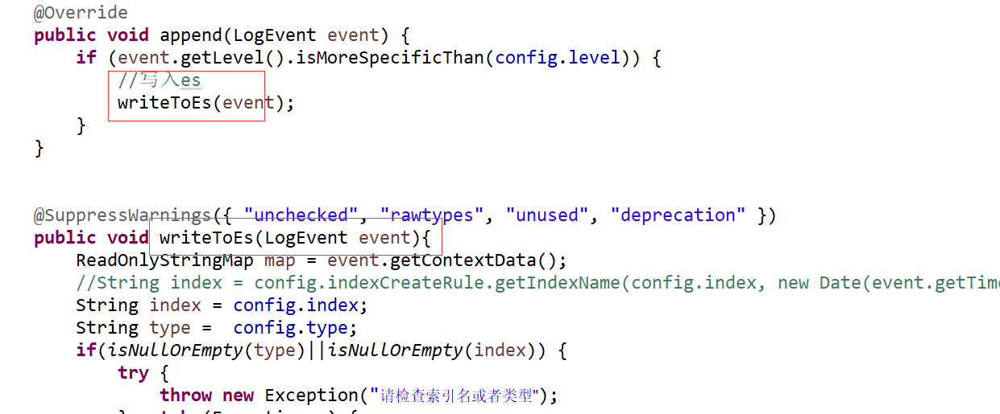 @Override
public void append(LogEvent event) {
if (event.getLevel().isMoreSpecificThan(config.level)) {
//写入es
writeToEs(event);
}
}
@SuppressWarnings({ "unchecked", "rawtypes", "unused", "deprecation" })
public void writeToEs(LogEvent event){
ReadOnlyStringMap map = event.getContextData();
//String index = config.indexCreateRule.getIndexName(config.index, new Date(event.getTim
String index = config.index;
String type =  config.type;
if(isNullOrEmpty(type)||isNullOrEmpty(index)) {
try {
throw new Exception("请检查索引名或者类型");